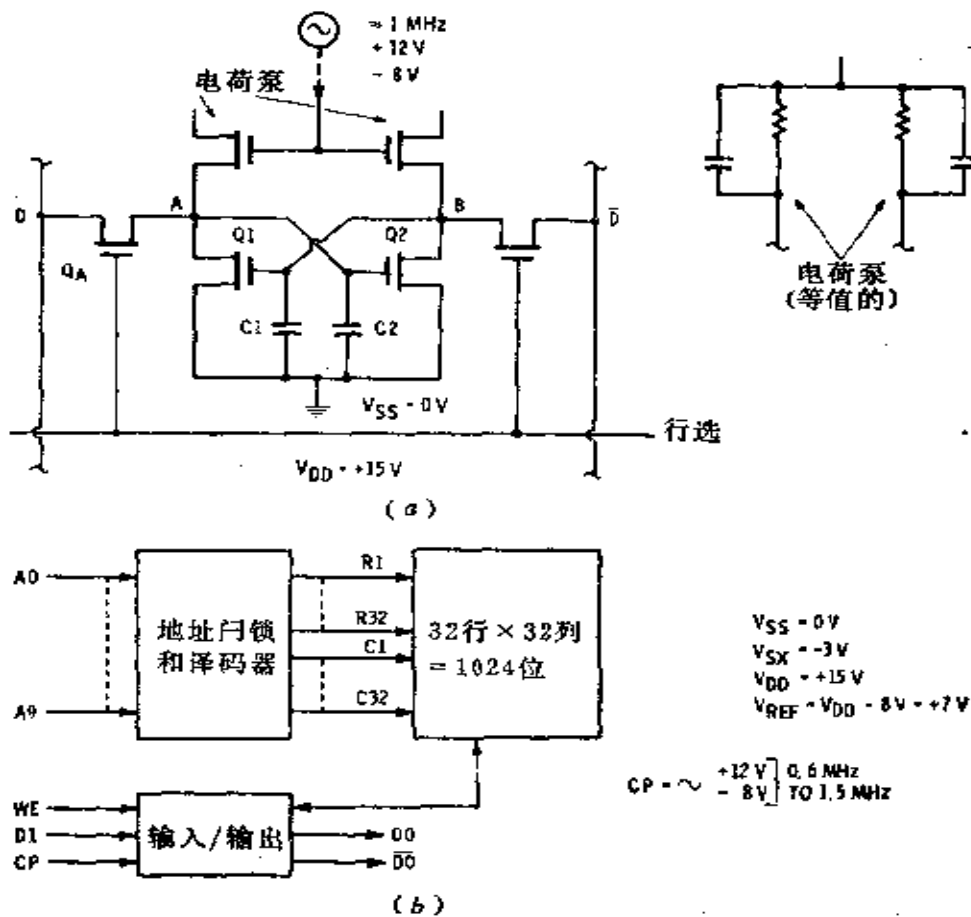 ≈ 1 MHz
+ 12 V
- 8 V
电荷泵
D
A
B
D̅
Q1
Q2
QA
C1
C2
VSS = 0 V
行选
VDD = +15 V
(a)
电荷泵
(等值的)
A0
A9
地址闩锁
和泽码器
R1
R32
C1
C32
32行×32列
=1024位
VSS = 0 V
VSX = -3 V
VDD = +15 V
VREF = VDD - 8 V = +7 V
CP = ~ +12 V 0.6 MHz
- 8 V TO 1.5 MHz
WE
D1
CP
输入/输出
DO
D̅O̅
(b)